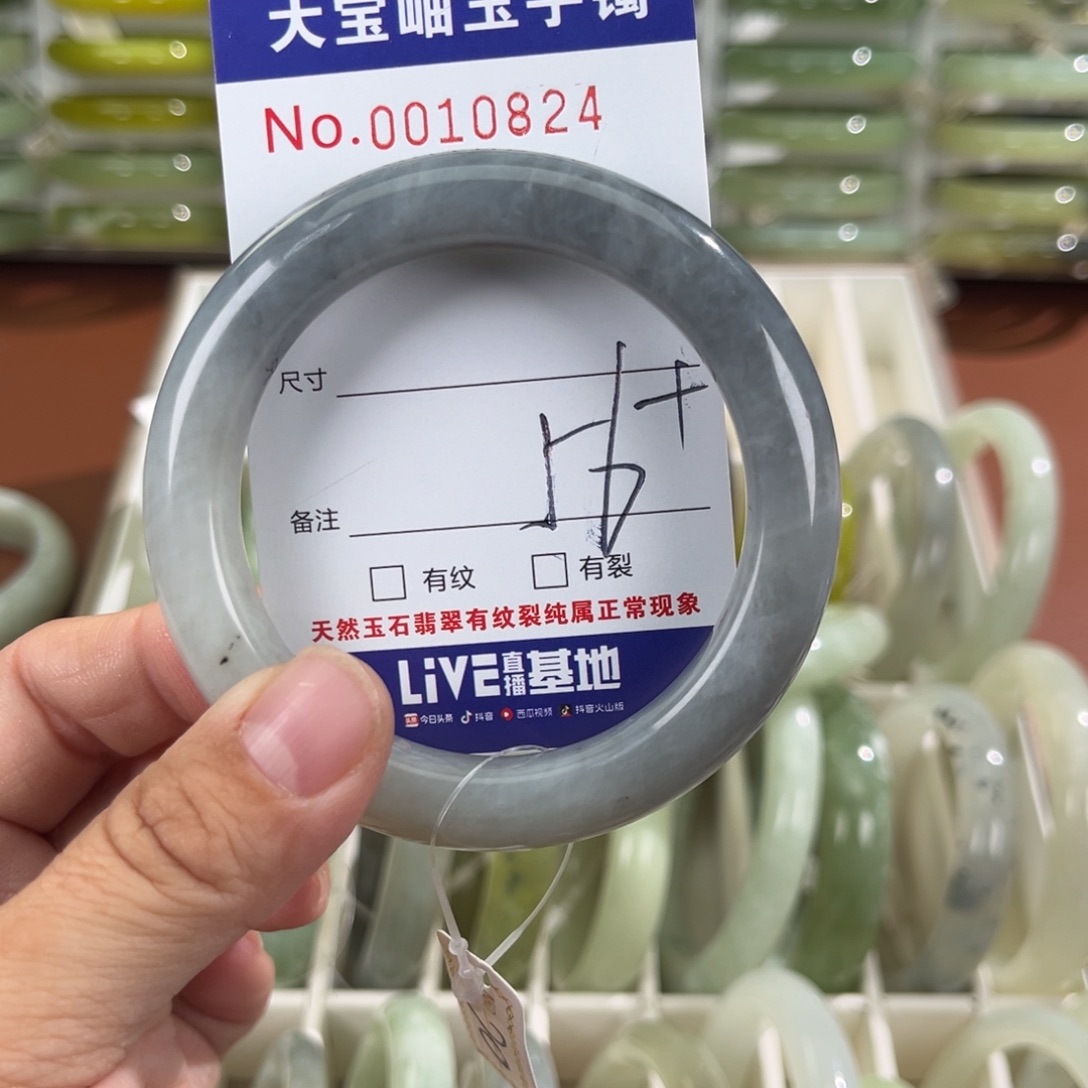 大宝岫玉手镯
No.0010824
尺寸
备注
有纹 有裂
天然玉石翡翠有纹裂纯属正常现象
LiVE直播基地
头条 今日头条 抖音 西瓜视频 抖音火山版